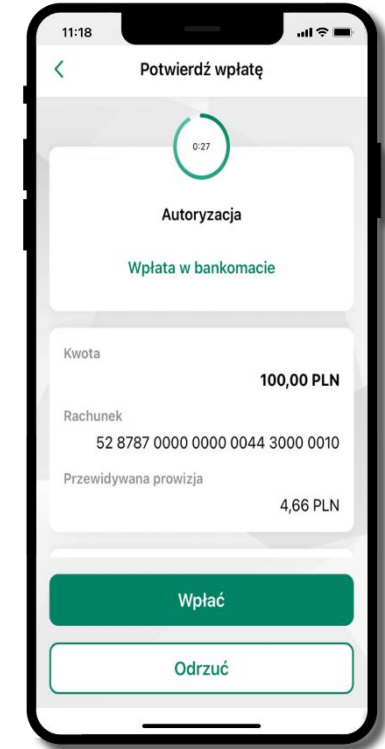 11:18
Potwierdź wpłatę
0:27
Autoryzacja
Wpłata w bankomacie
Kwota
100,00 PLN
Rachunek
52 8787 0000 0000 0044 3000 0010
Przewidywana prowizja
4,66 PLN
Wpłać
Odrzuć